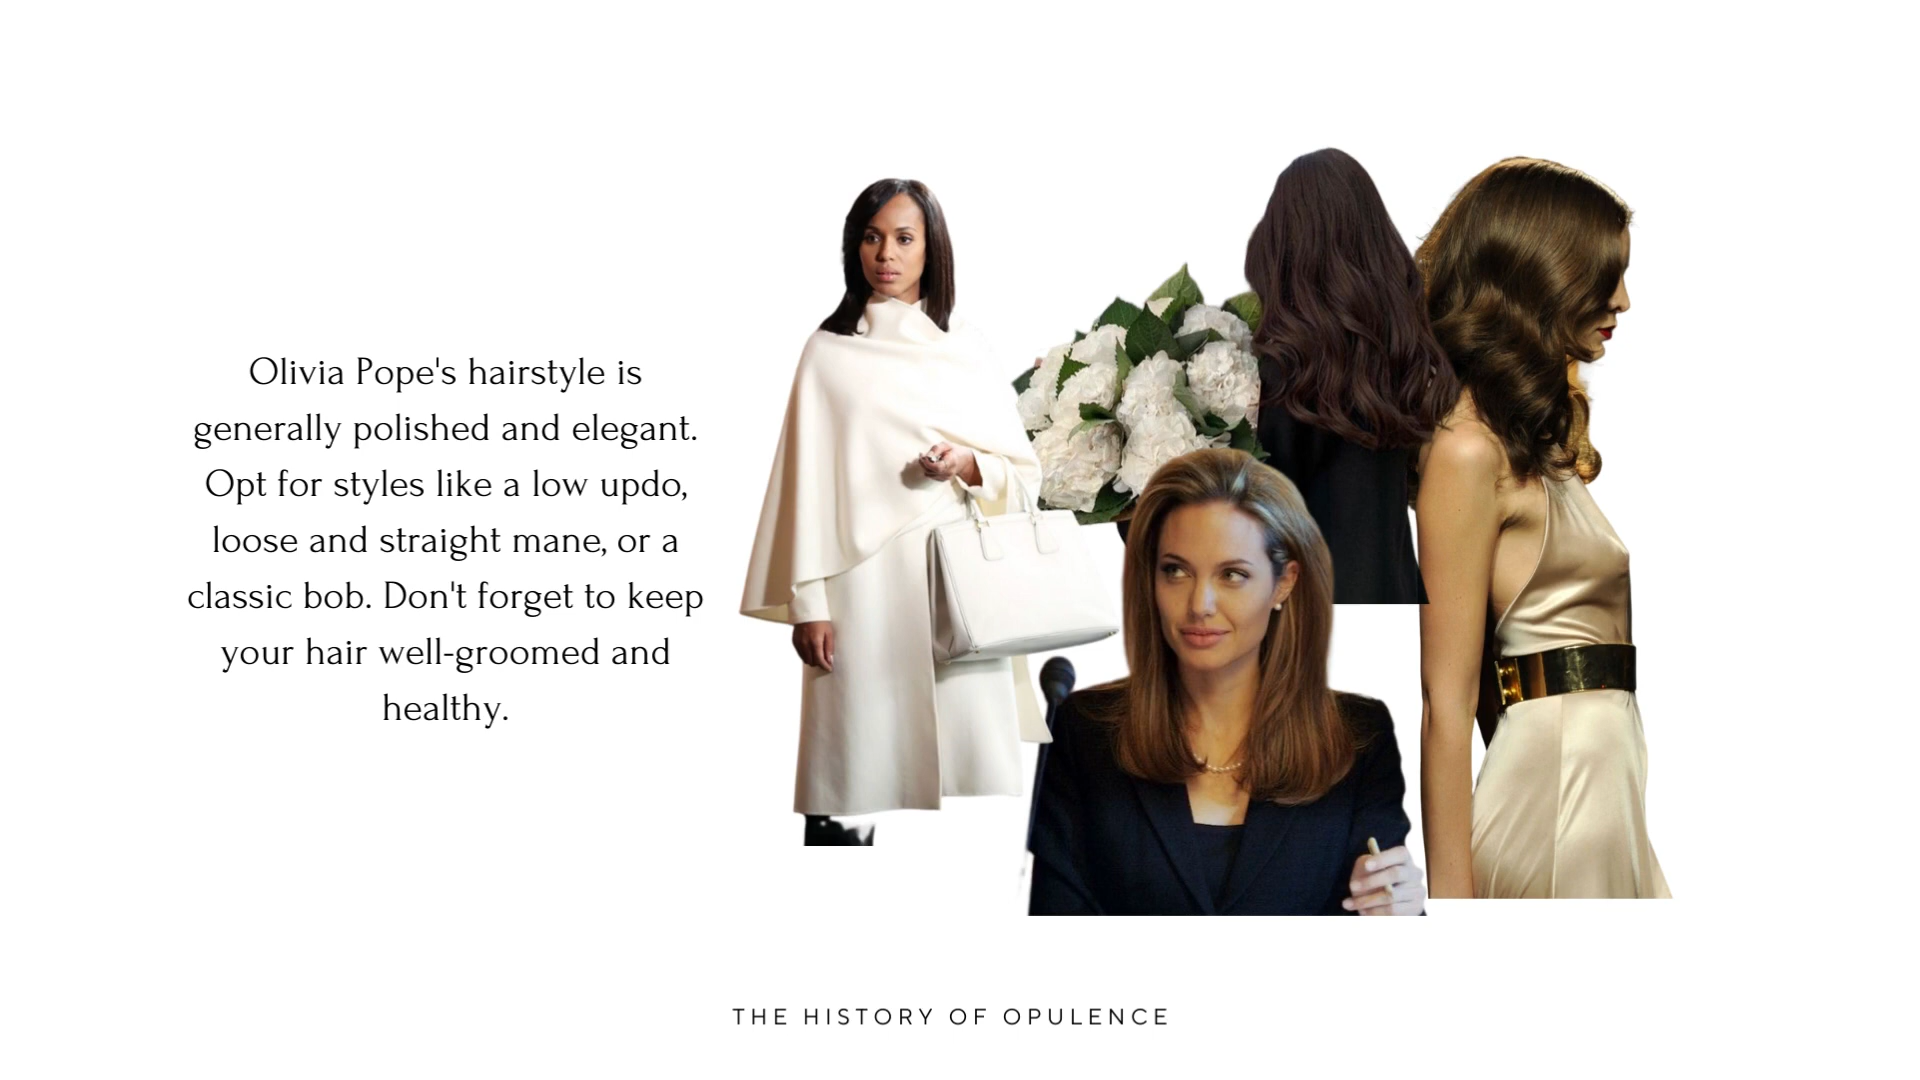 Olivia Pope's hairstyle is
generally polished and elegant.
Opt for styles like a low updo,
loose and straight mane, or a
classic bob. Don't forget to keep
your hair well-groomed and
healthy.
THE HISTORY OF OPULENCE